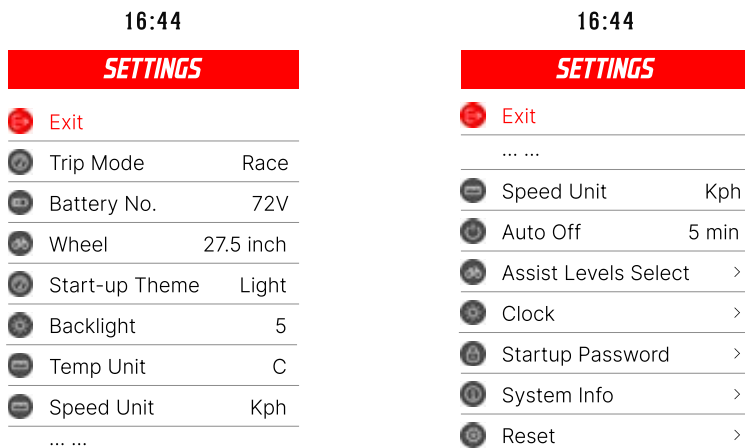 16:44
SETTINGS
Exit
Trip Mode Race
Battery No. 72V
Wheel 27.5 inch
Start-up Theme Light
Backlight 5
Temp Unit C
Speed Unit Kph
... ...
16:44
SETTINGS
Exit
... ...
Speed Unit Kph
Auto Off 5 min
Assist Levels Select >
Clock >
Startup Password >
System Info >
Reset >